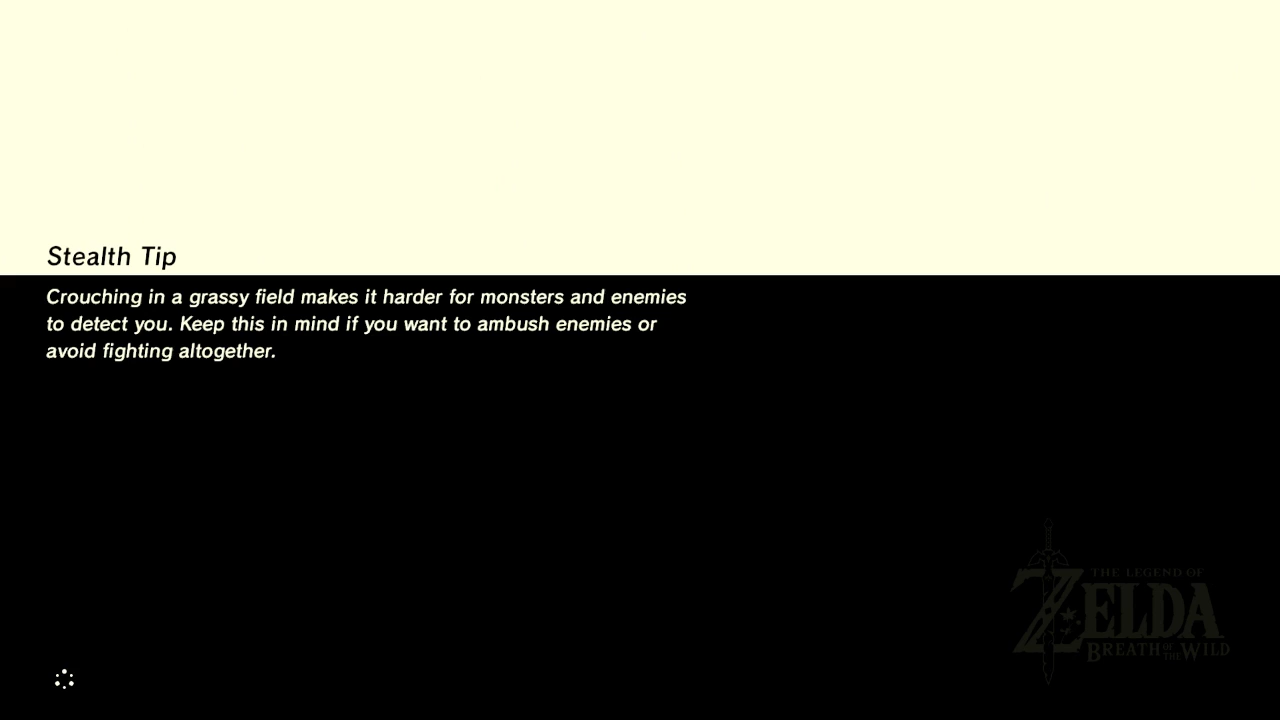 Stealth Tip
Crouching in a grassy field makes it harder for monsters and enemies
to detect you. Keep this in mind if you want to ambush enemies or
avoid fighting altogether.
THE LEGEND OF
ZELDA
BREATH OF THE WILD